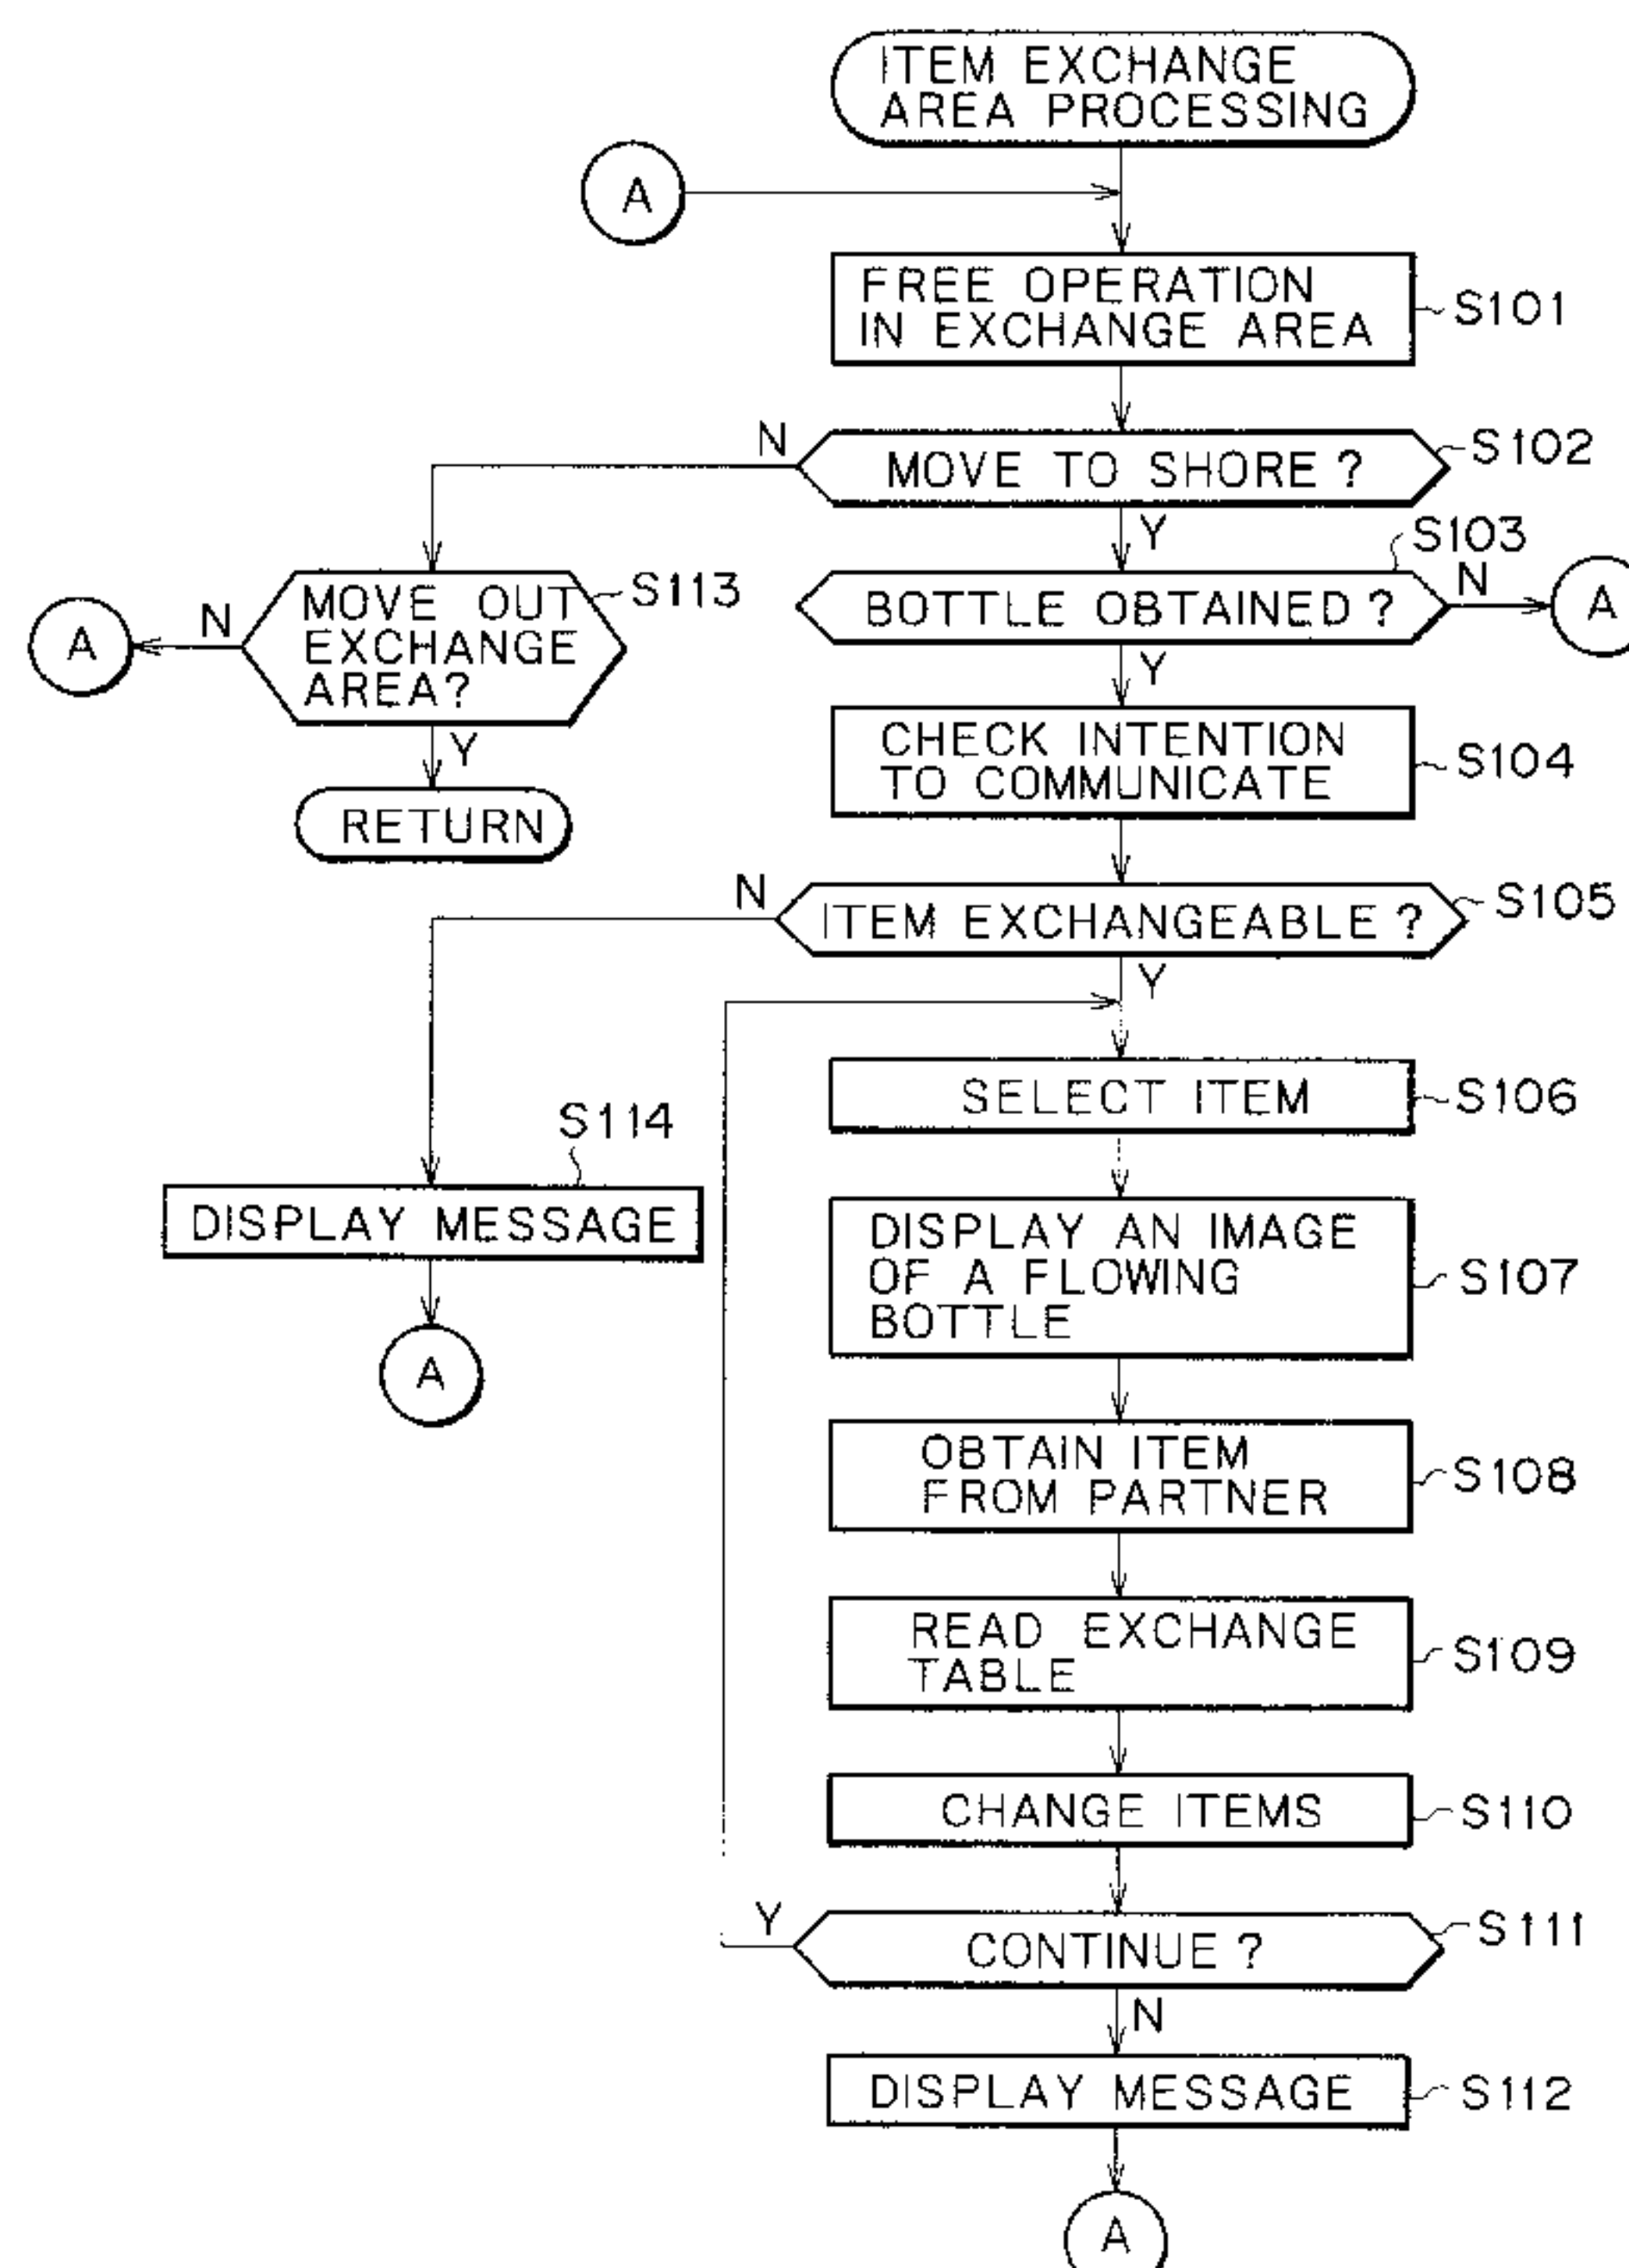 ITEM EXCHANGE
AREA PROCESSING
A
FREE OPERATION
IN EXCHANGE AREA
S101
N
MOVE TO SHORE ?
S102
Y
S103
BOTTLE OBTAINED ?
N
A
MOVE OUT
EXCHANGE
AREA?
S113
N
A
Y
RETURN
Y
CHECK INTENTION
TO COMMUNICATE
S104
N
ITEM EXCHANGEABLE ?
S105
Y
SELECT ITEM
S106
S114
DISPLAY MESSAGE
A
DISPLAY AN IMAGE
OF A FLOWING
BOTTLE
S107
OBTAIN ITEM
FROM PARTNER
S108
READ EXCHANGE
TABLE
S109
CHANGE ITEMS
S110
Y
CONTINUE ?
S111
N
DISPLAY MESSAGE
S112
A